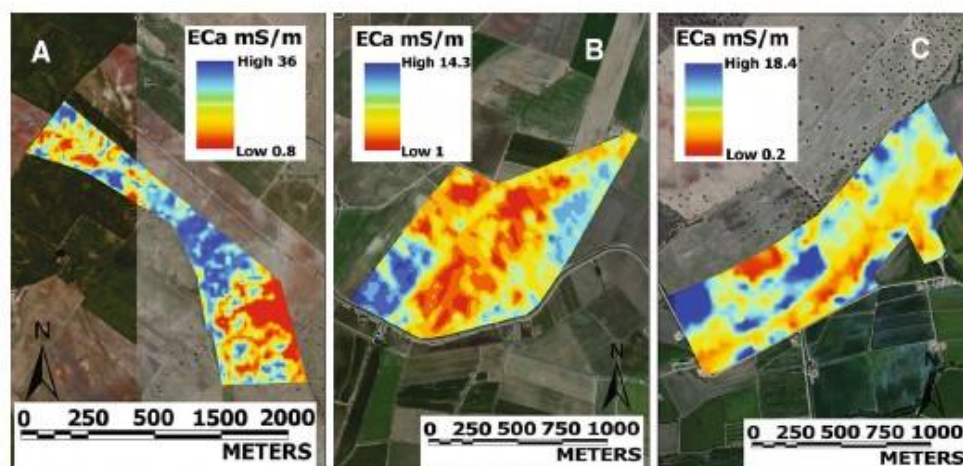 A
ECa mS/m
High 36
Low 0.8
N
0 250 500 1500 2000
METERS
B
ECa mS/m
High 14.3
Low 1
N
0 250 500 750 1000
METERS
C
ECa mS/m
High 18.4
Low 0.2
N
0 250 500 750 1000
METERS